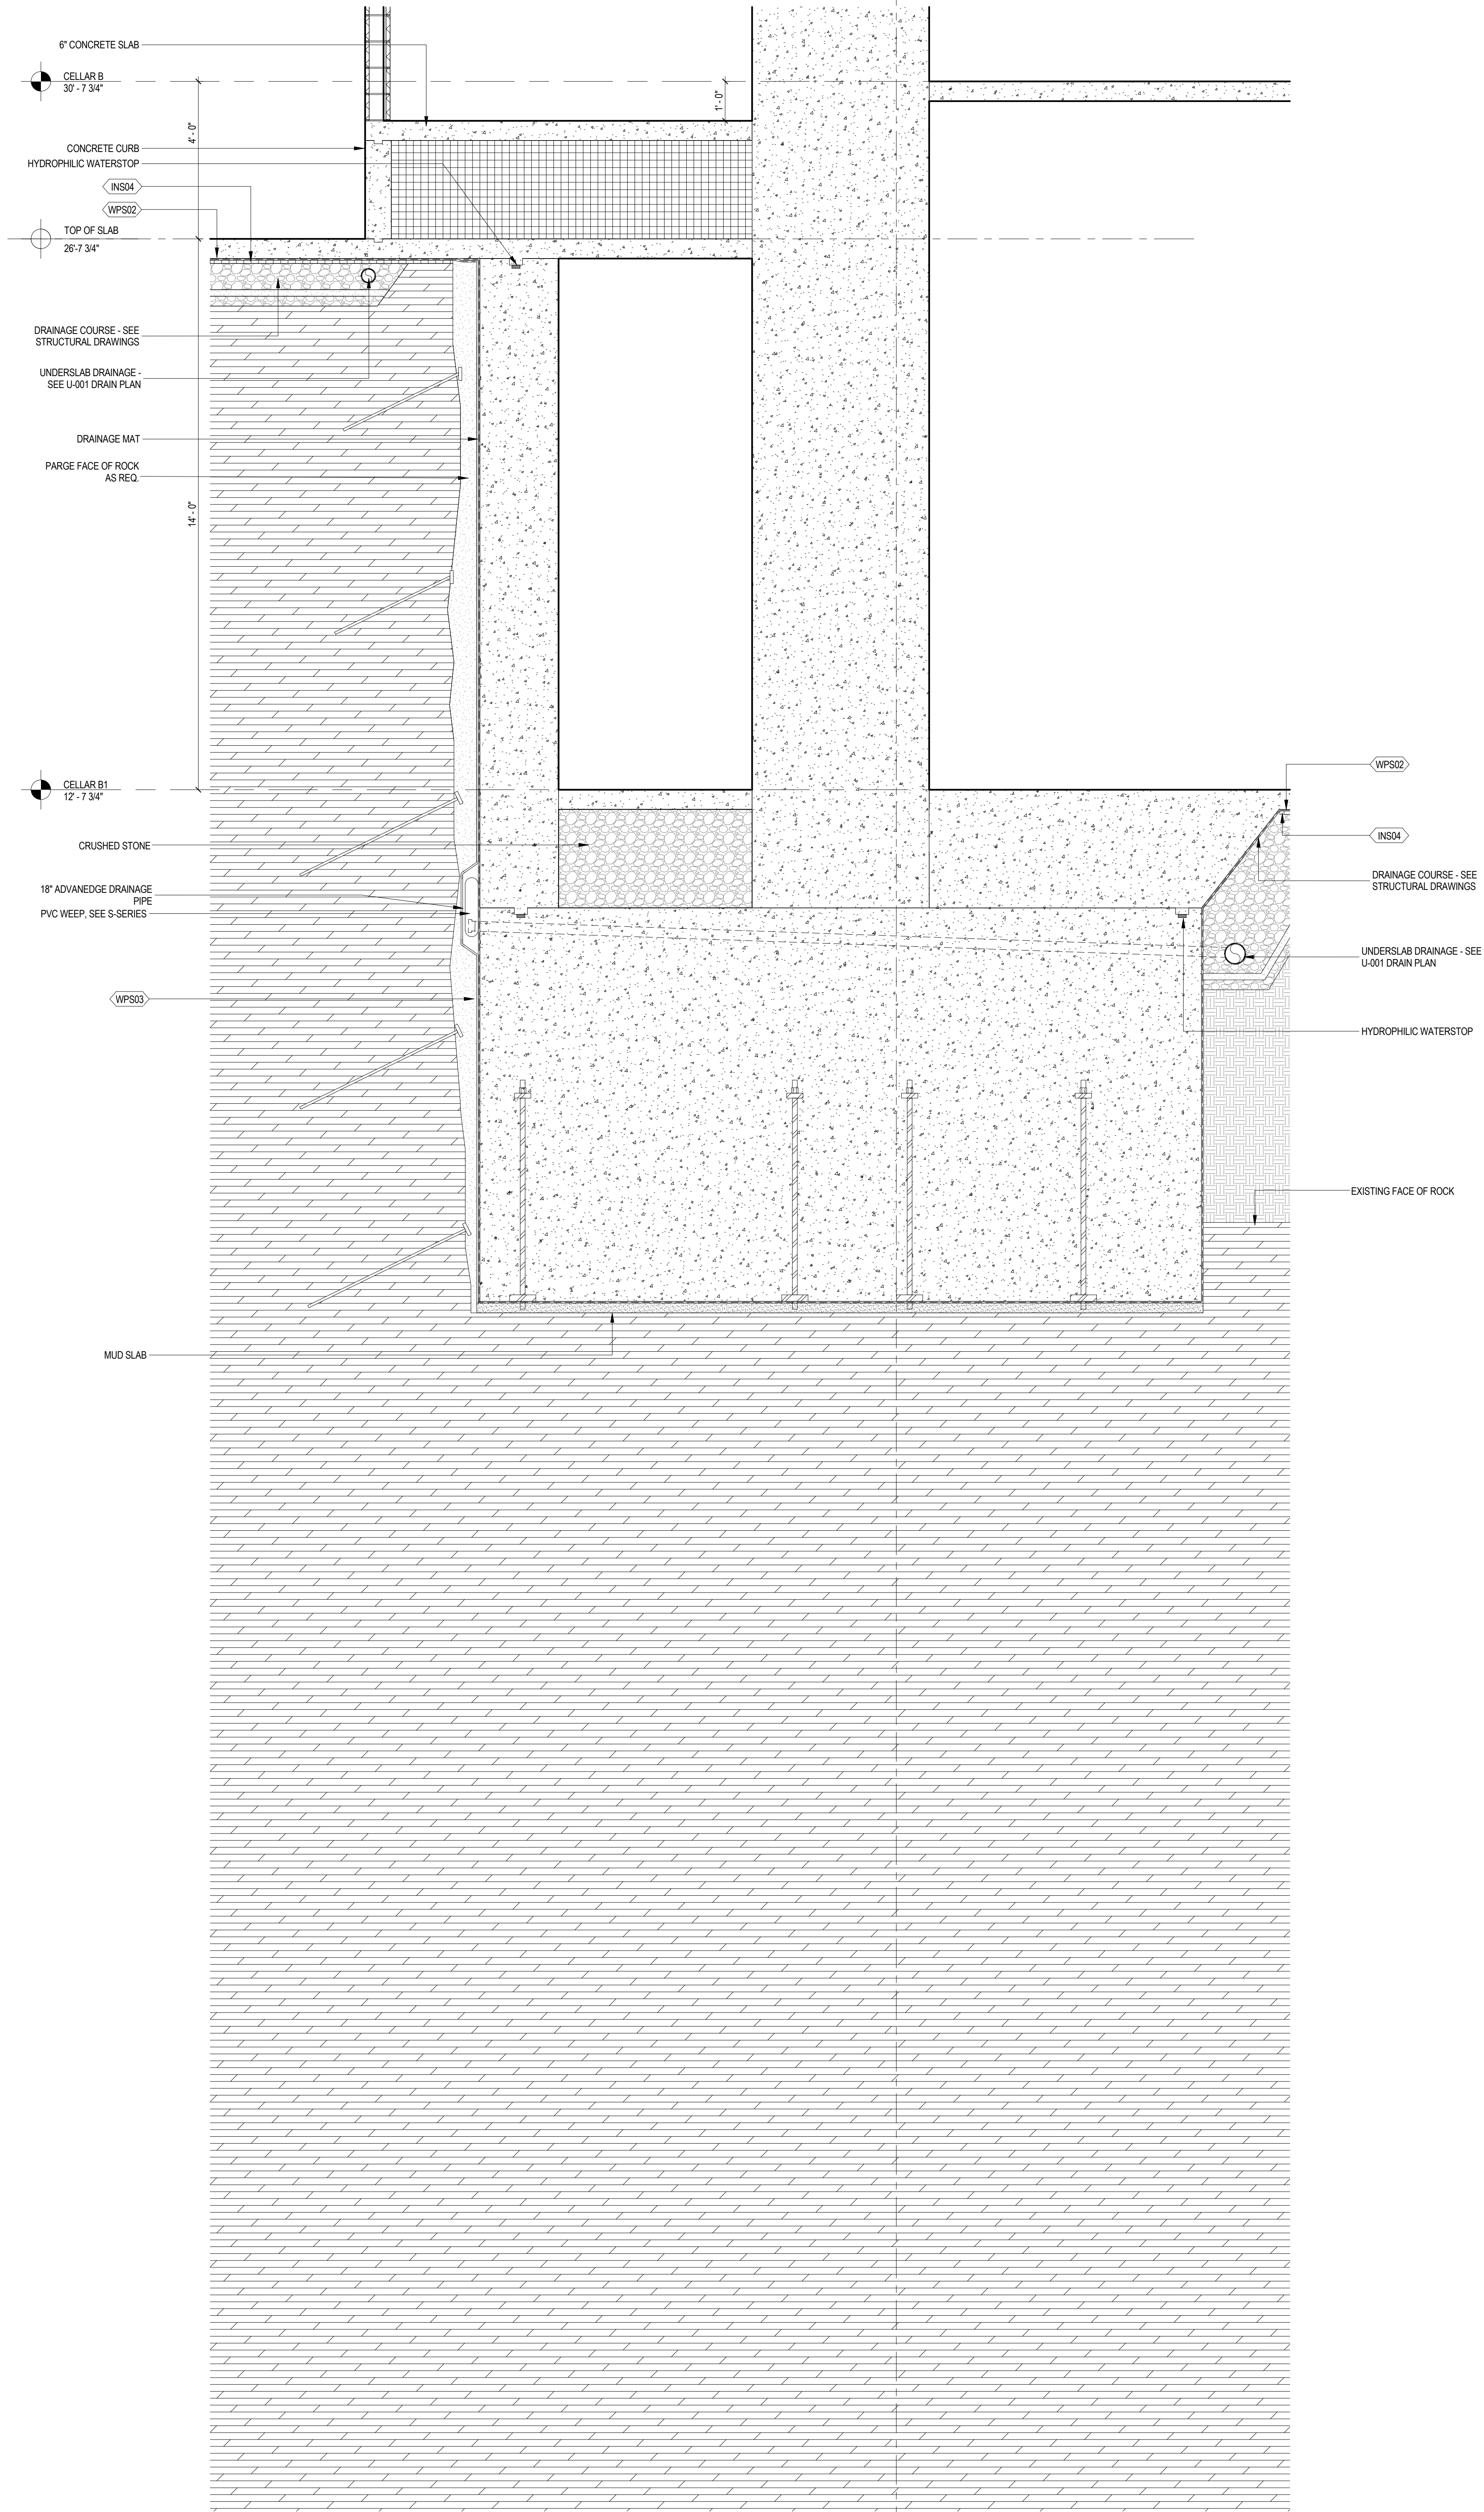 6" CONCRETE SLAB
CELLAR B
30' - 7 3/4"
1' - 0"
4' - 0"
CONCRETE CURB
HYDROPHILIC WATERSTOP
INS04
WPS02
TOP OF SLAB
26'-7 3/4"
DRAINAGE COURSE - SEE
STRUCTURAL DRAWINGS
UNDERSLAB DRAINAGE -
SEE U-001 DRAIN PLAN
DRAINAGE MAT
PARGE FACE OF ROCK
AS REQ.
14' - 0"
CELLAR B1
12' - 7 3/4"
CRUSHED STONE
18" ADVANEDGE DRAINAGE
PIPE
PVC WEEP, SEE S-SERIES
WPS03
MUD SLAB
WPS02
INS04
DRAINAGE COURSE - SEE
STRUCTURAL DRAWINGS
UNDERSLAB DRAINAGE - SEE
U-001 DRAIN PLAN
HYDROPHILIC WATERSTOP
EXISTING FACE OF ROCK